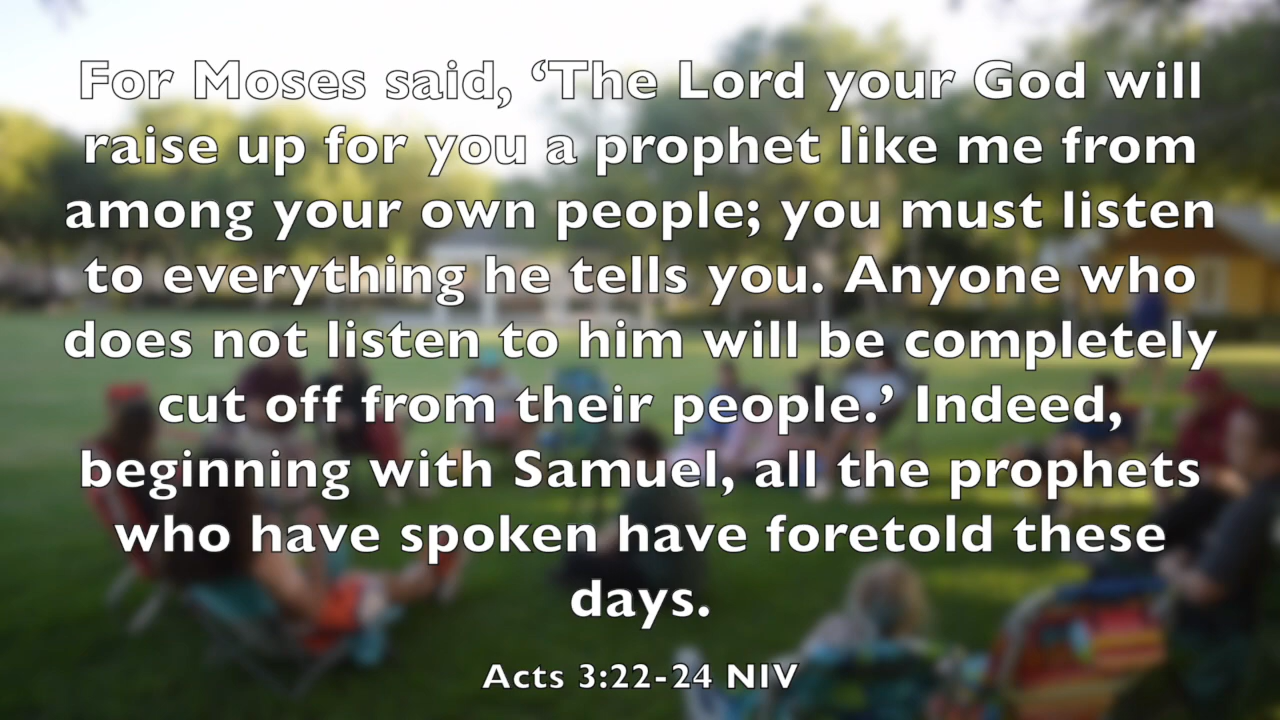 For Moses said, ‘The Lord your God will
raise up for you a prophet like me from
among your own people; you must listen
to everything he tells you. Anyone who
does not listen to him will be completely
cut off from their people.’ Indeed,
beginning with Samuel, all the prophets
who have spoken have foretold these
days.
Acts 3:22-24 NIV